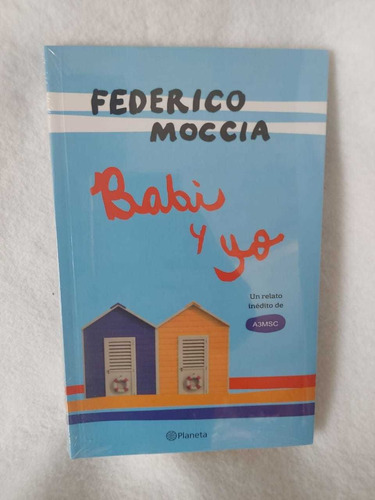 FEDERICO
MOCCIA
Babi
y yo
Un relato
inédito de
A3MSC
Planeta